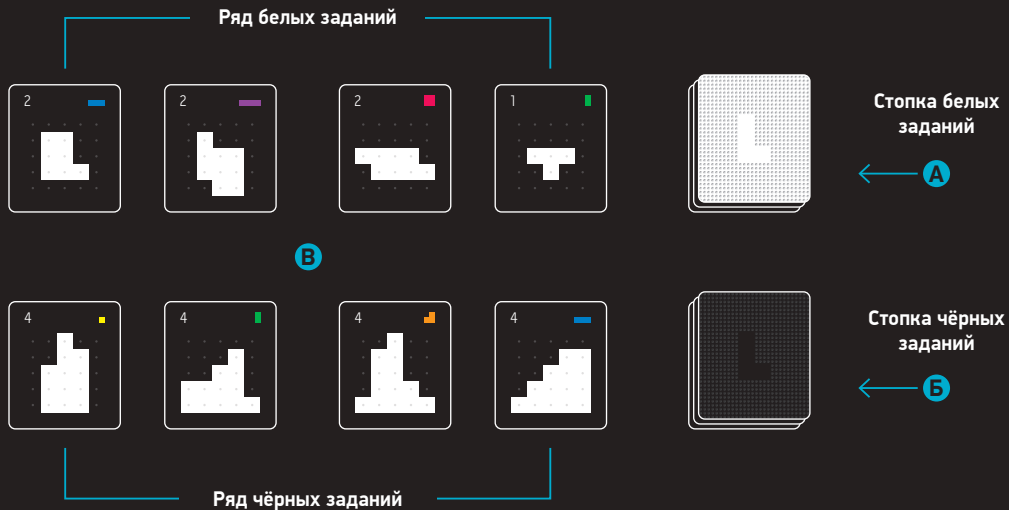 Ряд белых заданий
2
2
2
1
Стопка белых
заданий
А
В
4
4
4
4
Стопка чёрных
заданий
Б
Ряд чёрных заданий